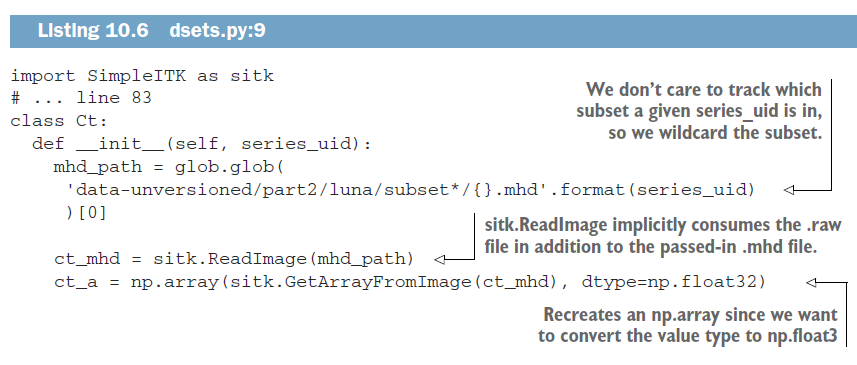 Listing 10.6 dsets.py:9
import SimpleITK as sitk
# ... line 83
class Ct:
  def __init__(self, series_uid):
    mhd_path = glob.glob(
      'data-unversioned/part2/luna/subset*/{}.mhd'.format(series_uid)
      )[0]
We don't care to track which
subset a given series_uid is in,
so we wildcard the subset.
    ct_mhd = sitk.ReadImage(mhd_path)
sitk.ReadImage implicitly consumes the .raw
file in addition to the passed-in .mhd file.
    ct_a = np.array(sitk.GetArrayFromImage(ct_mhd), dtype=np.float32)
Recreates an np.array since we want
to convert the value type to np.float3